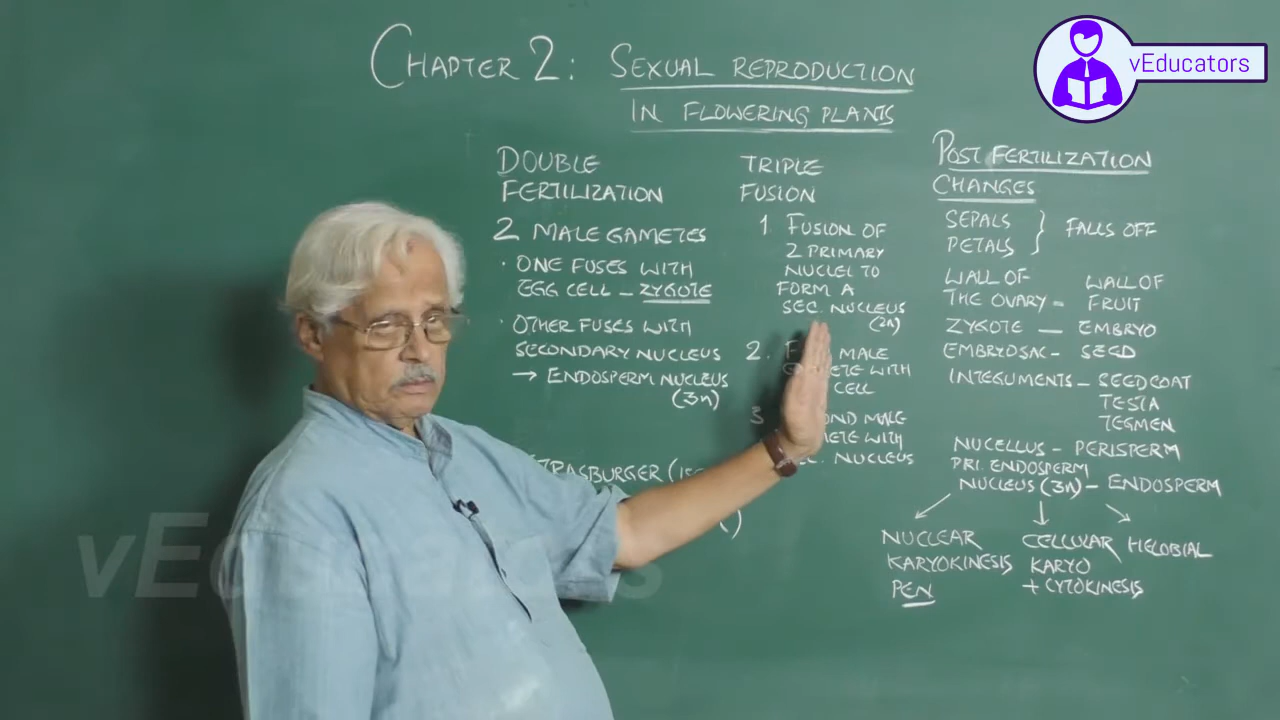 CHAPTER 2: SEXUAL REPRODUCTION
IN FLOWERING PLANTS
vEducators
DOUBLE
FERTILIZATION
2 MALE GAMETES
· ONE FUSES WITH
EGG CELL - ZYGOTE
· OTHER FUSES WITH
SECONDARY NUCLEUS
→ ENDOSPERM NUCLEUS
(3n)
TRIPLE
FUSION
1 FUSION OF
2 PRIMARY
NUCLEI TO
FORM A
SEC. NUCLEUS
(2n)
2. MALE
WITH
CELL
3 MALE
WITH
NUCLEUS
POST FERTILIZATION
CHANGES
SEPALS
PETALS } FALLS OFF
WALL OF
THE OVARY = WALL OF
FRUIT
ZYGOTE — EMBRYO
EMBRYOSAC - SEED
INTEGUMENTS - SEEDCOAT
TESTA
TEGMEN
NUCELLUS - PERISPERM
PRI. ENDOSPERM
NUCLEUS (3n) - ENDOSPERM
NUCLEAR
KARYOKINESIS
PEN
CELLULAR
KARYO
+ CYTOKINESIS
HELOBIAL